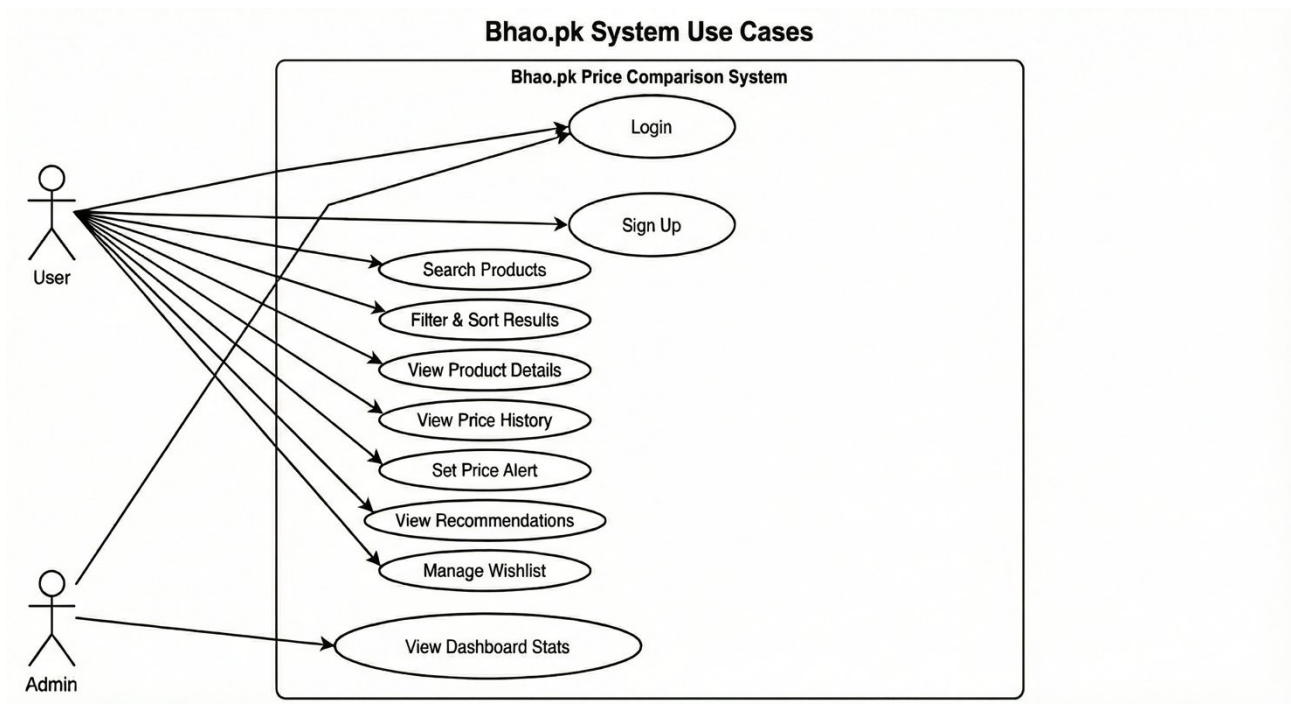 Bhao.pk System Use Cases
Bhao.pk Price Comparison System
Login
Sign Up
User
Search Products
Filter & Sort Results
View Product Details
View Price History
Set Price Alert
View Recommendations
Manage Wishlist
View Dashboard Stats
Admin